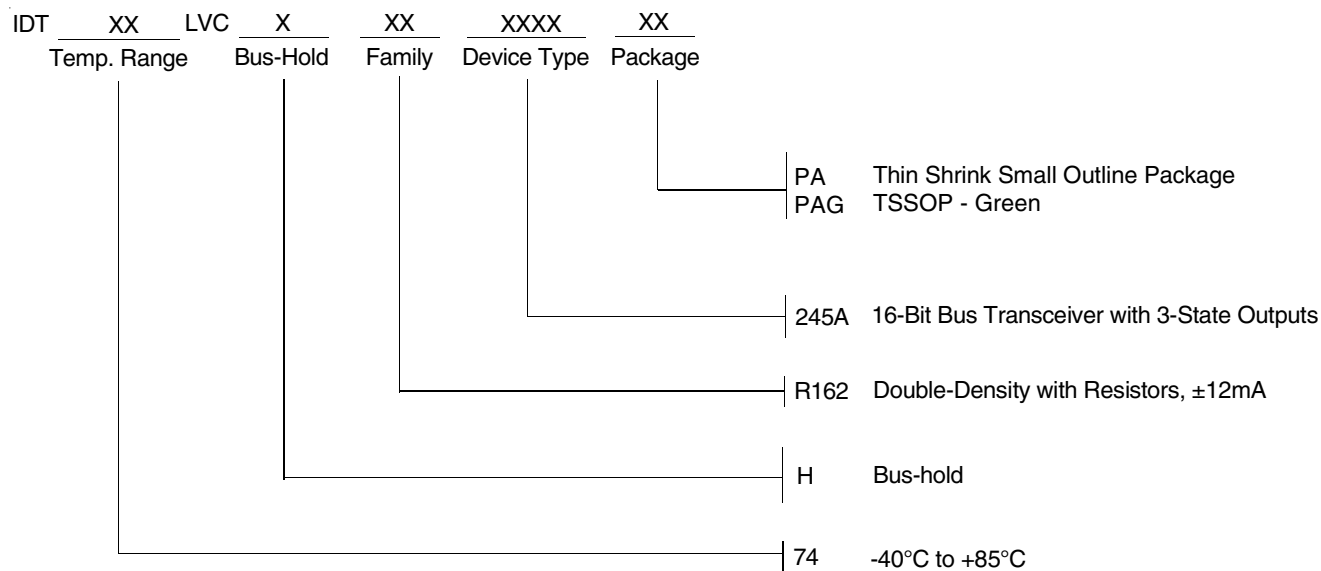 IDT XX LVC X XX XXXX XX
Temp. Range Bus-Hold Family Device Type Package
PA Thin Shrink Small Outline Package
PAG TSSOP - Green
245A 16-Bit Bus Transceiver with 3-State Outputs
R162 Double-Density with Resistors, ±12mA
H Bus-hold
74 -40°C to +85°C